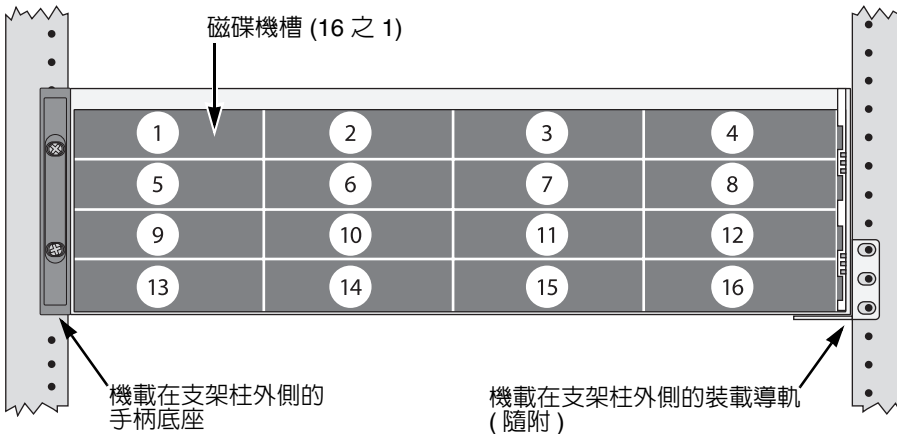 磁碟機槽 (16 之 1)
1 2 3 4
5 6 7 8
9 10 11 12
13 14 15 16
機載在支架柱外側的
手柄底座
機載在支架柱外側的裝載導軌
( 隨附 )